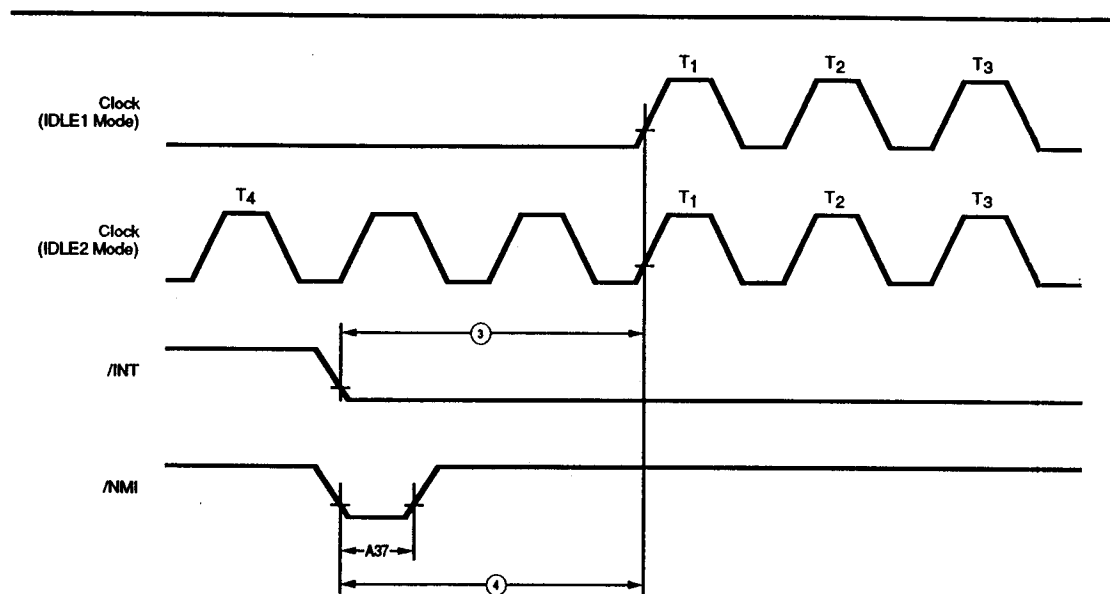 T1 T2 T3
Clock
(IDLE1 Mode)
T4 T1 T2 T3
Clock
(IDLE2 Mode)
3
/INT
/NMI
A37
4